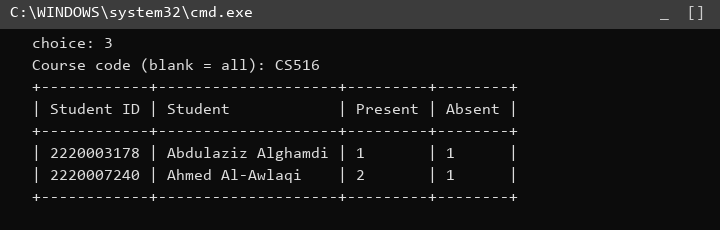 C:\WINDOWS\system32\cmd.exe _ []
choice: 3
Course code (blank = all): CS516
+------------+--------------------+---------+--------+
| Student ID | Student            | Present | Absent |
+------------+--------------------+---------+--------+
| 2220003178 | Abdulaziz Alghamdi | 1       | 1      |
| 2220007240 | Ahmed Al-Awlaqi    | 2       | 1      |
+------------+--------------------+---------+--------+